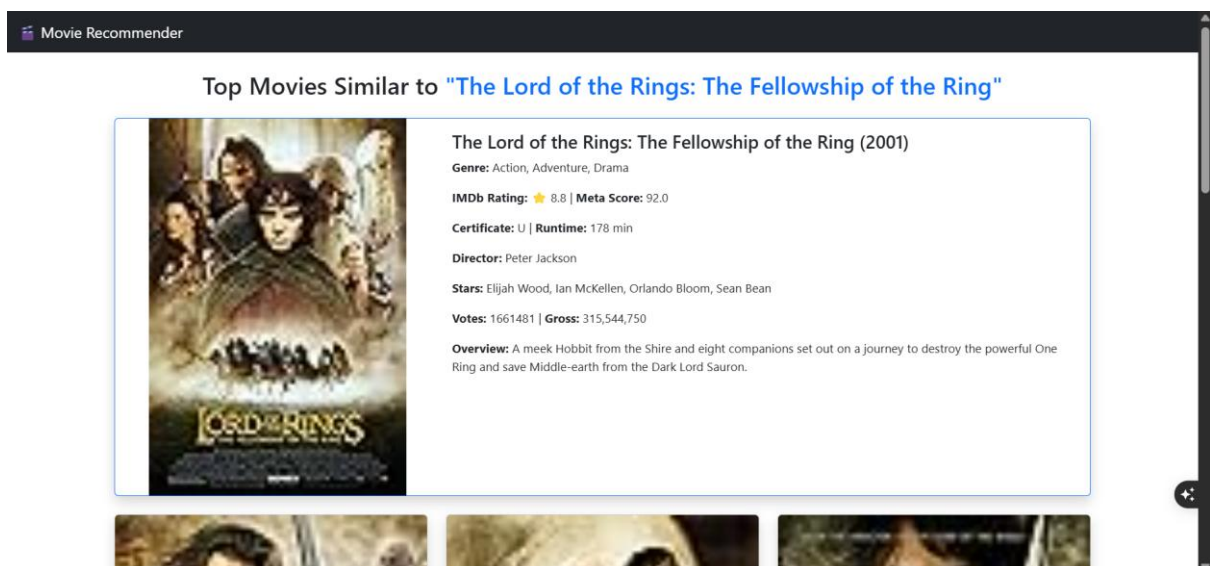 Movie Recommender
Top Movies Similar to "The Lord of the Rings: The Fellowship of the Ring"
The Lord of the Rings: The Fellowship of the Ring (2001)
Genre: Action, Adventure, Drama
IMDb Rating: ⭐ 8.8 | Meta Score: 92.0
Certificate: U | Runtime: 178 min
Director: Peter Jackson
Stars: Elijah Wood, Ian McKellen, Orlando Bloom, Sean Bean
Votes: 1661481 | Gross: 315,544,750
Overview: A meek Hobbit from the Shire and eight companions set out on a journey to destroy the powerful One
Ring and save Middle-earth from the Dark Lord Sauron.
LORD OF THE RINGS